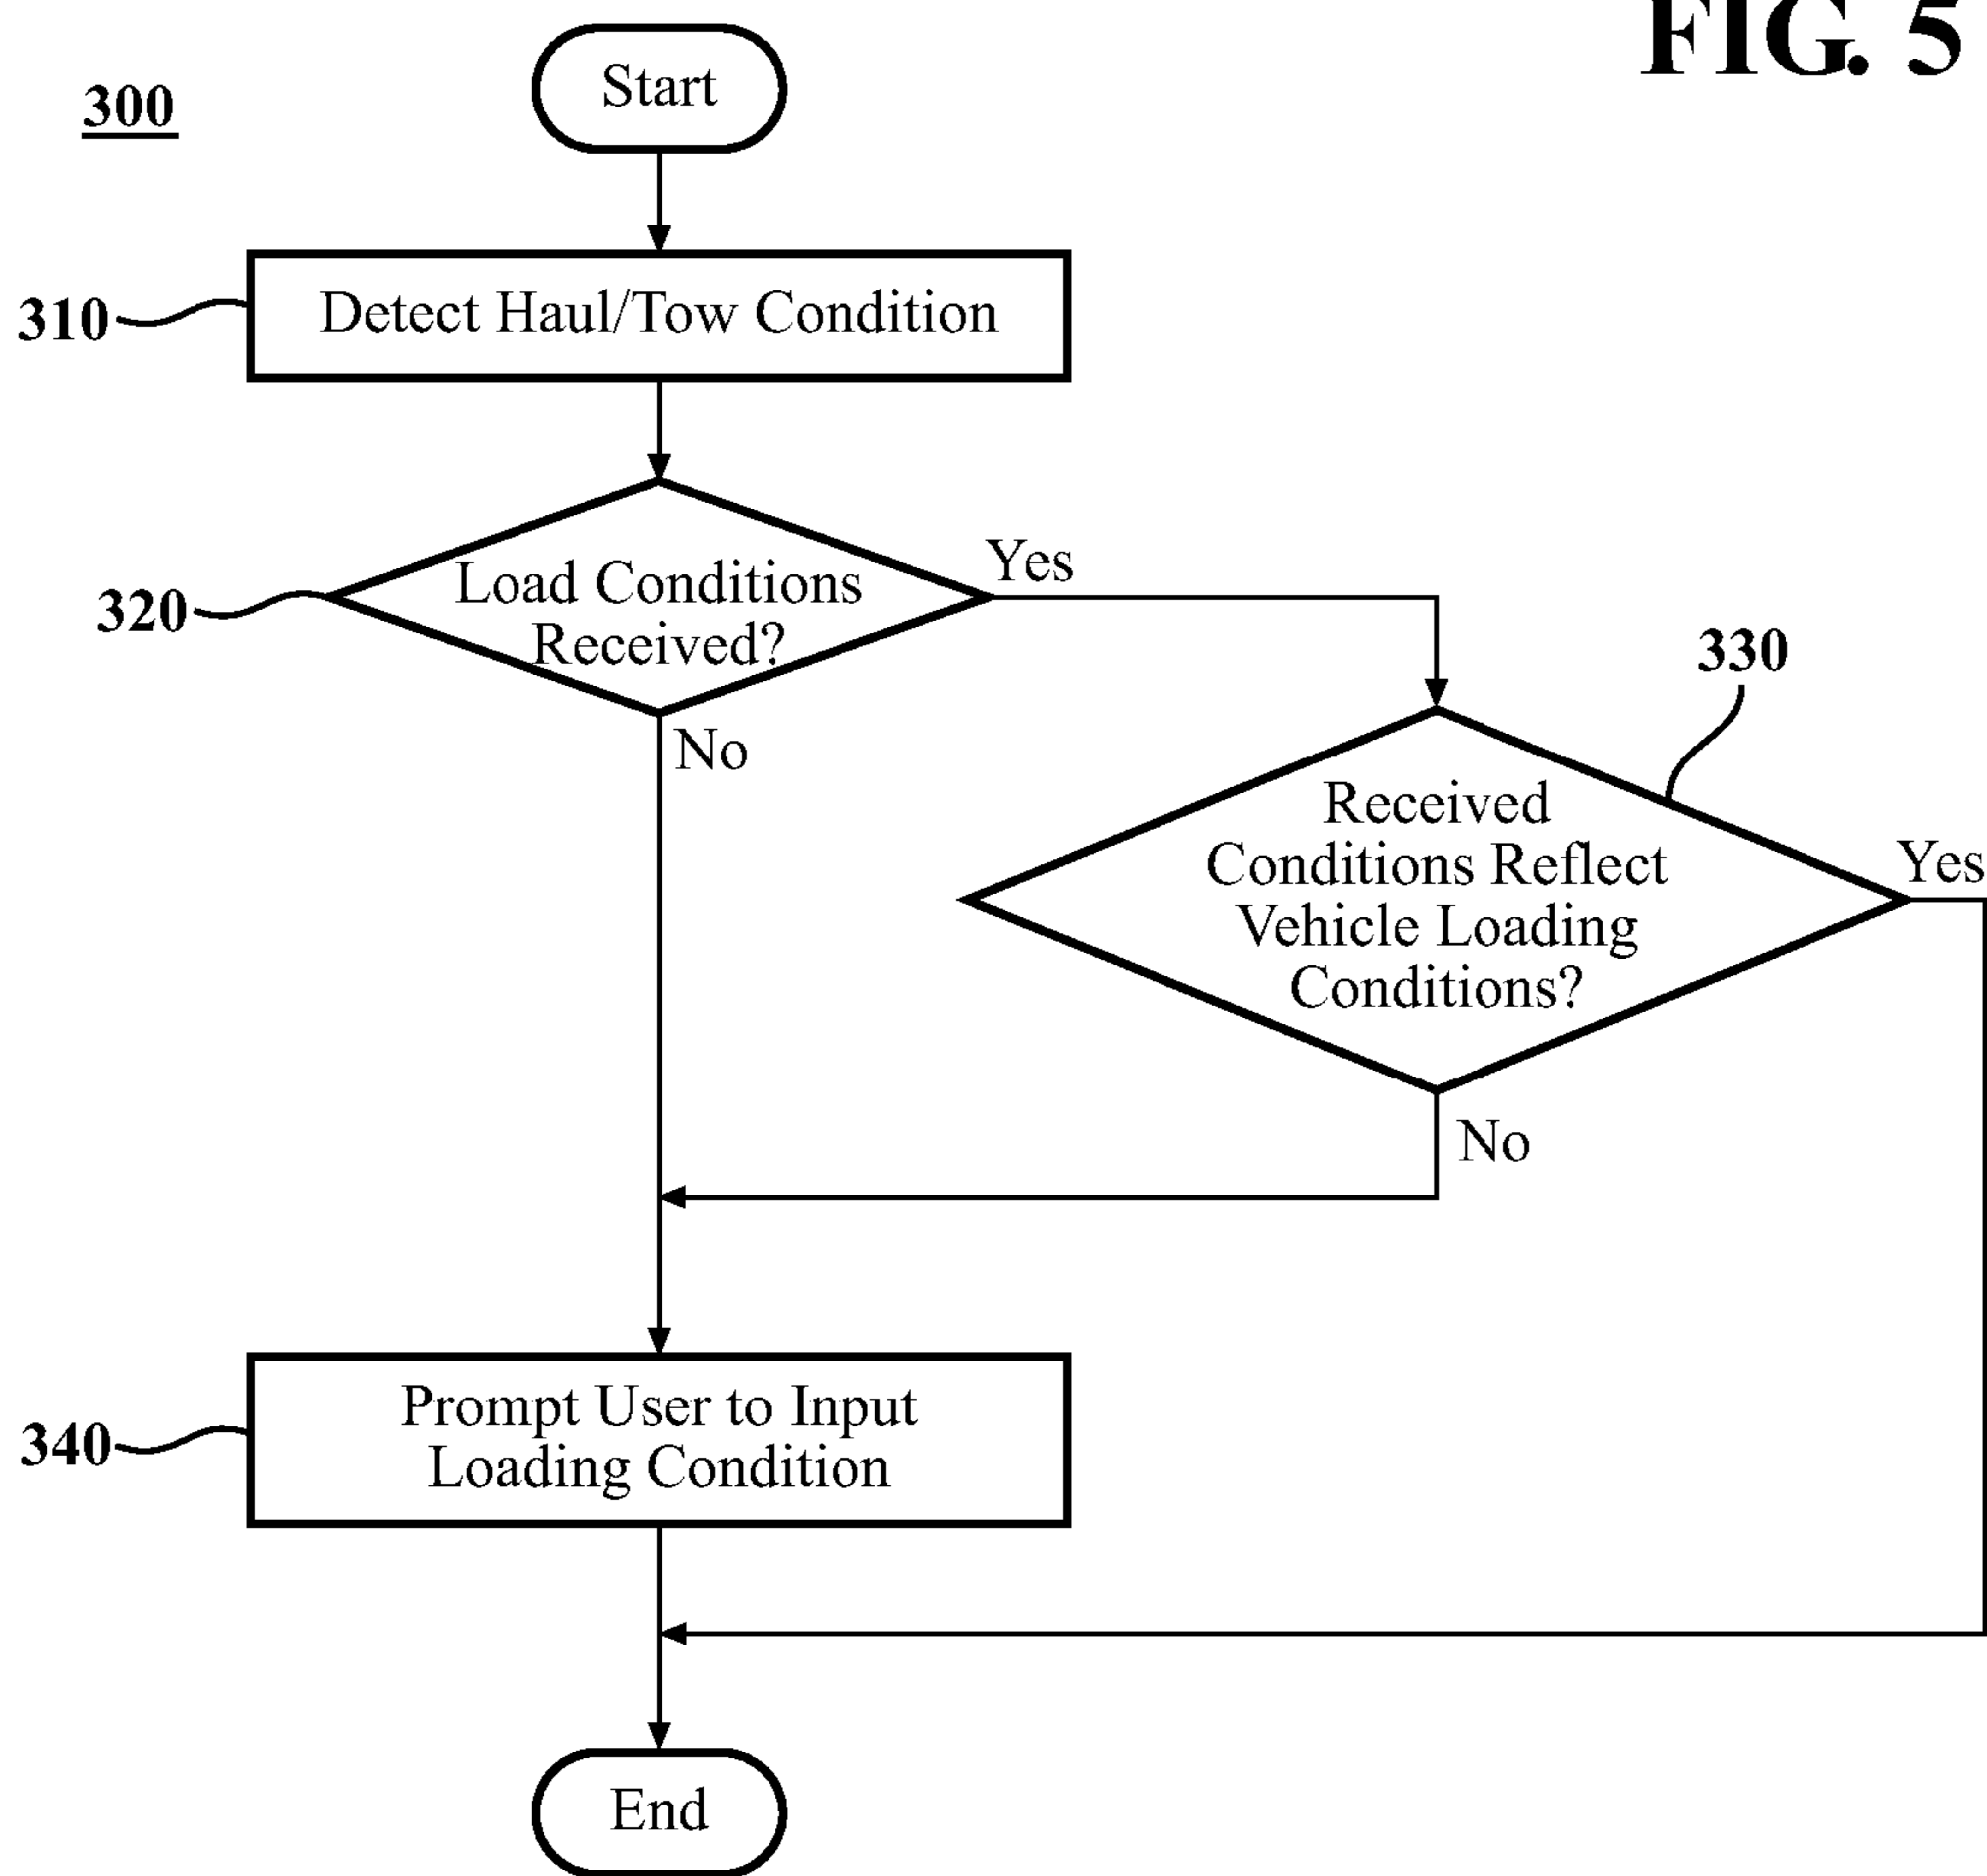 FIG. 5
300
Start
310
Detect Haul/Tow Condition
320
Load Conditions
Received?
Yes
No
330
Received
Conditions Reflect
Vehicle Loading
Conditions?
Yes
No
340
Prompt User to Input
Loading Condition
End